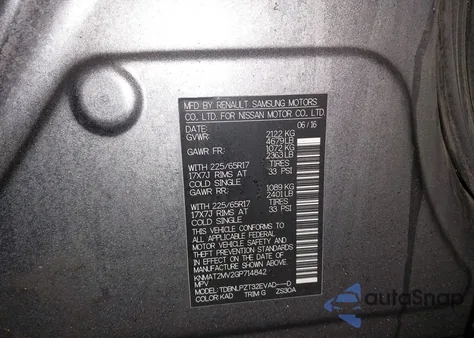 MFD BY RENAULT SAMSUNG MOTORS
CO. LTD. FOR NISSAN MOTOR CO. LTD.
DATE: 06/16
GVWR: 2122 KG
4679 LB
GAWR FR: 1072 KG
2363 LB
WITH 225/65R17 TIRES
17X7J RIMS AT 33 PSI
COLD SINGLE
GAWR RR: 1089 KG
2401 LB
WITH 225/65R17 TIRES
17X7J RIMS AT 33 PSI
COLD SINGLE
THIS VEHICLE CONFORMS TO
ALL APPLICABLE FEDERAL
MOTOR VEHICLE SAFETY AND
THEFT PREVENTION STANDARDS
IN EFFECT ON THE DATE OF
MANUFACTURE SHOWN ABOVE
KNMAT2MV2GP714842
MPV
MODEL: TDBNLPZT32EVAD---D
COLOR: KAD TRIM G ZS30A
autoSnap